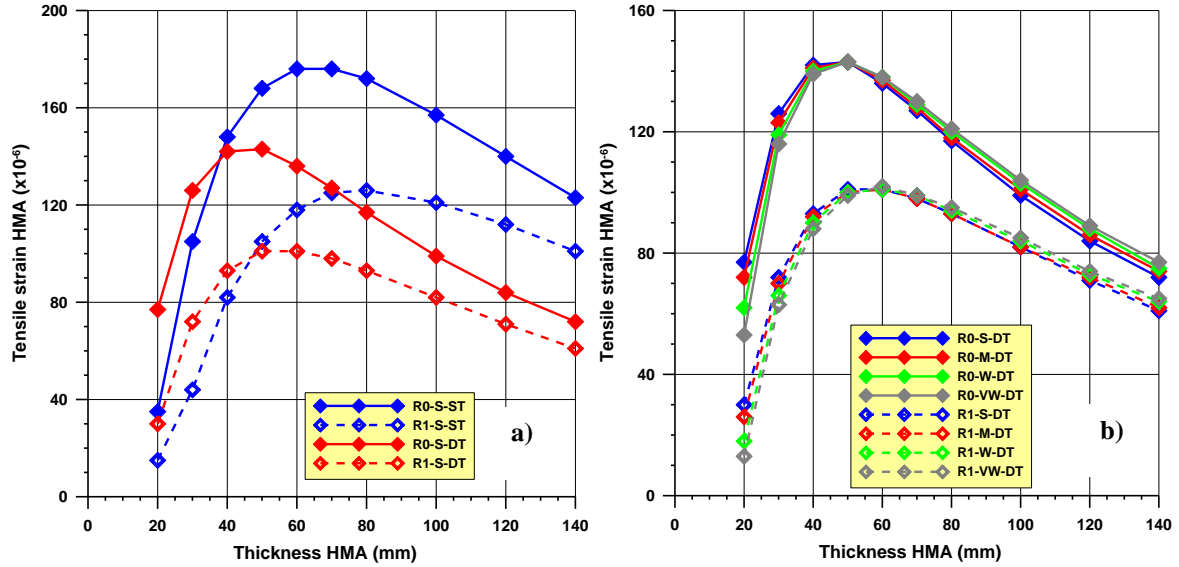 200
160
120
80
40
0
Tensile strain HMA (x10⁻⁶)
R0-S-ST
R1-S-ST
R0-S-DT
R1-S-DT
a)
0 20 40 60 80 100 120 140
Thickness HMA (mm)
160
120
80
40
0
Tensile strain HMA (x10⁻⁶)
R0-S-DT
R0-M-DT
R0-W-DT
R0-VW-DT
R1-S-DT
R1-M-DT
R1-W-DT
R1-VW-DT
b)
0 20 40 60 80 100 120 140
Thickness HMA (mm)